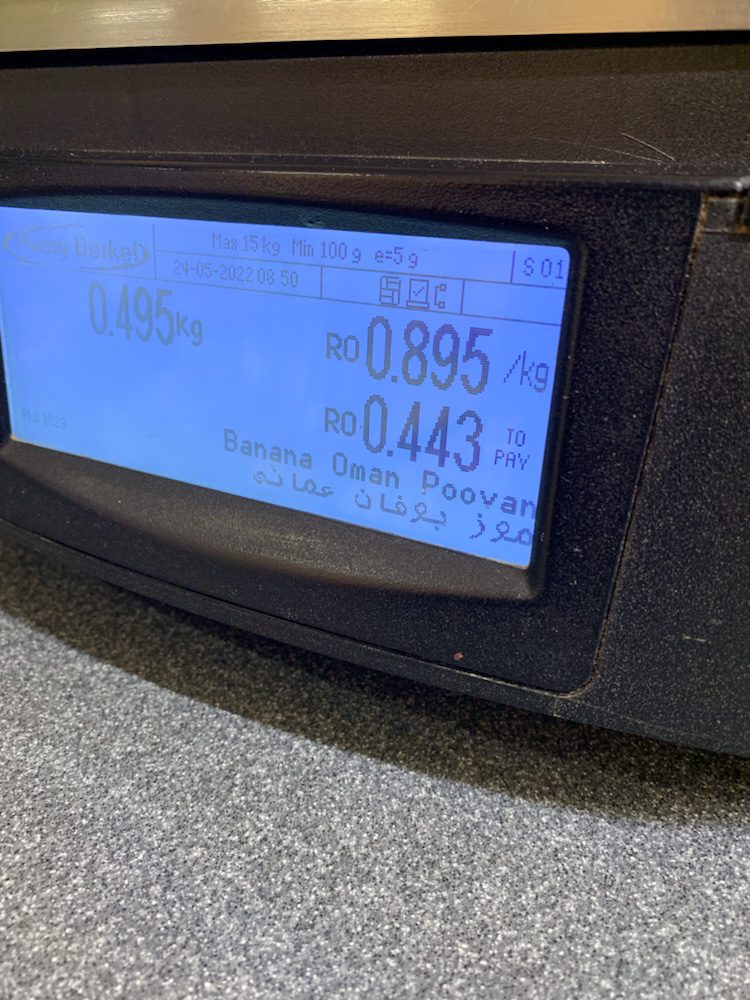 Avery Berkel
Max 15 kg Min 100 g e=5 g
S 01
24-05-2022 08 50
0.495kg
RO 0.895 /kg
RO 0.443 TO PAY
PLU 1023
Banana Oman Poovan
موز بوفان عماني